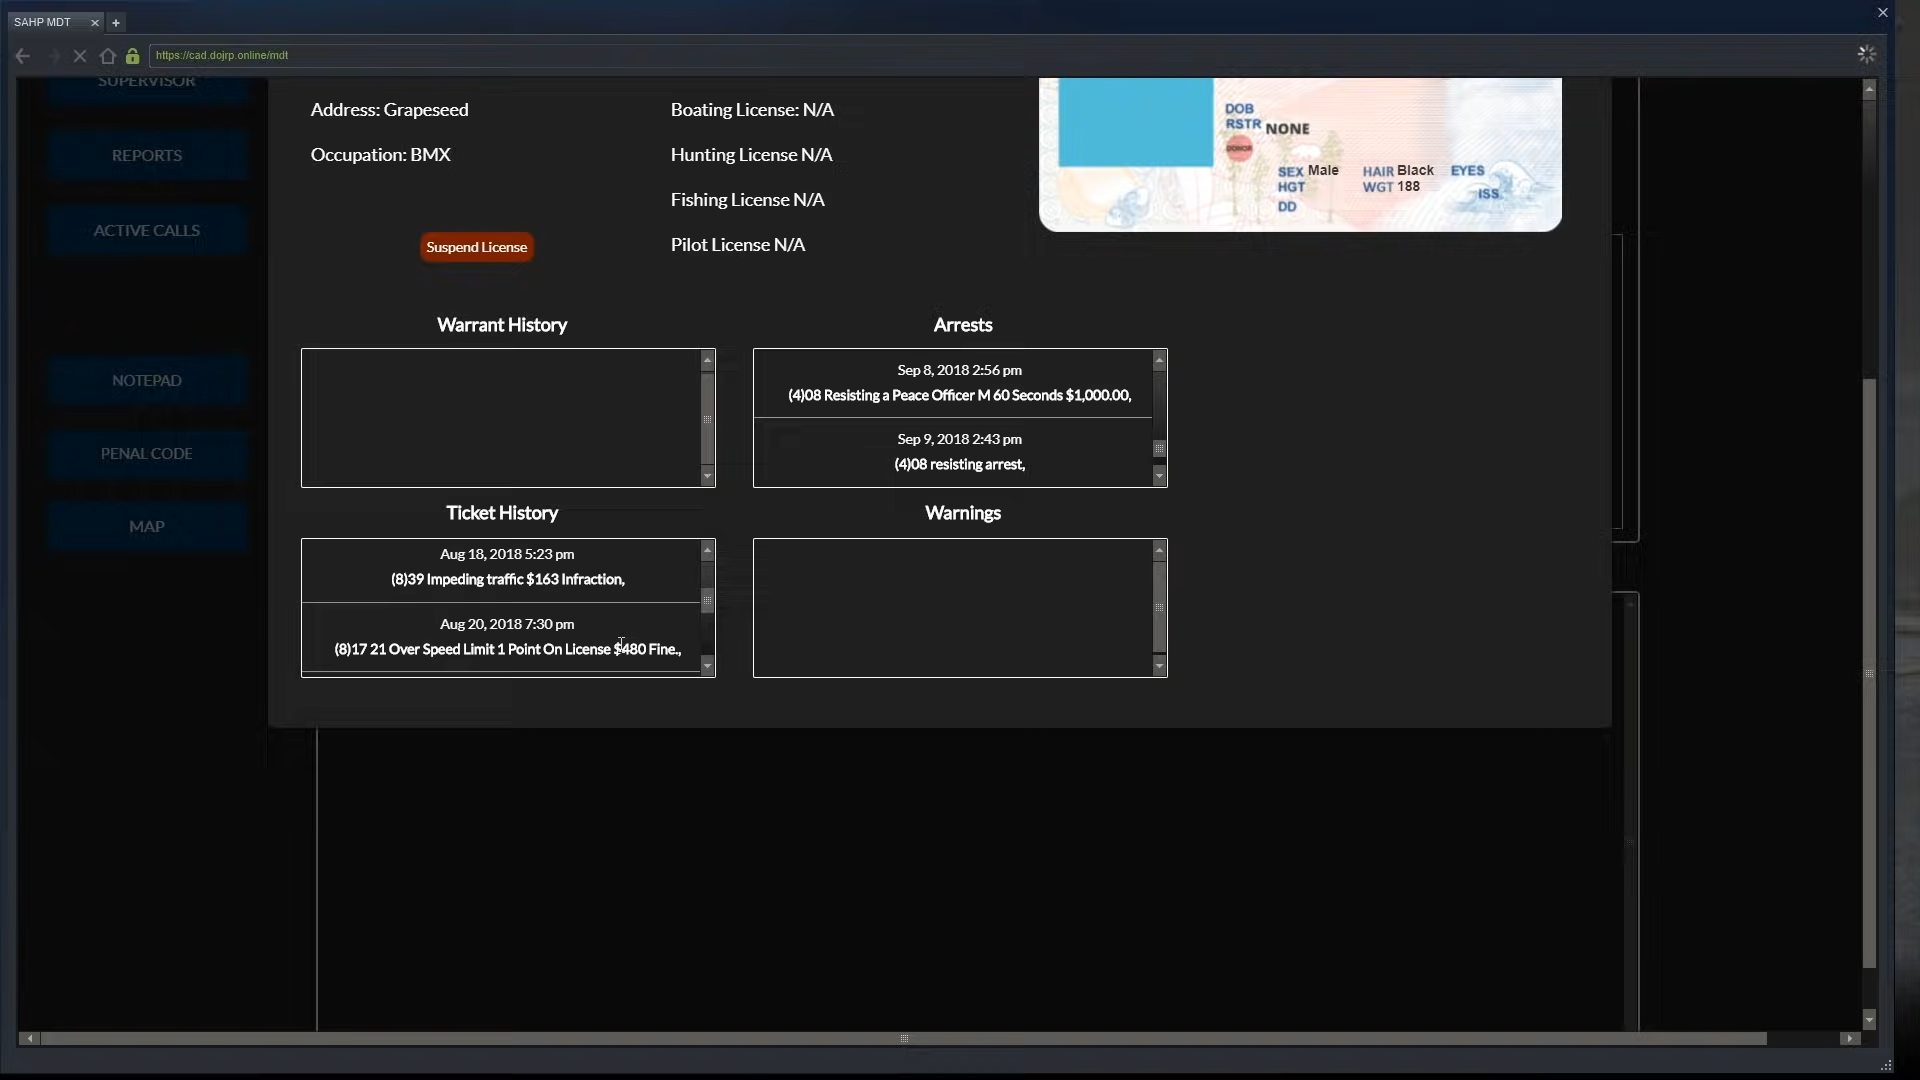 SAHP MDT
https://cad.dojrp.online/mdt
SUPERVISOR
REPORTS
ACTIVE CALLS
NOTEPAD
PENAL CODE
MAP
Address: Grapeseed
Occupation: BMX
Suspend License
Boating License: N/A
Hunting License N/A
Fishing License N/A
Pilot License N/A
DOB
RSTR NONE
DONOR
SEX Male HAIR Black EYES
HGT WGT 188 ISS
DD
Warrant History
Arrests
Sep 8, 2018 2:56 pm
(4)08 Resisting a Peace Officer M 60 Seconds $1,000.00,
Sep 9, 2018 2:43 pm
(4)08 resisting arrest,
Ticket History
Aug 18, 2018 5:23 pm
(8)39 Impeding traffic $163 Infraction,
Aug 20, 2018 7:30 pm
(8)17 21 Over Speed Limit 1 Point On License $480 Fine.,
Warnings